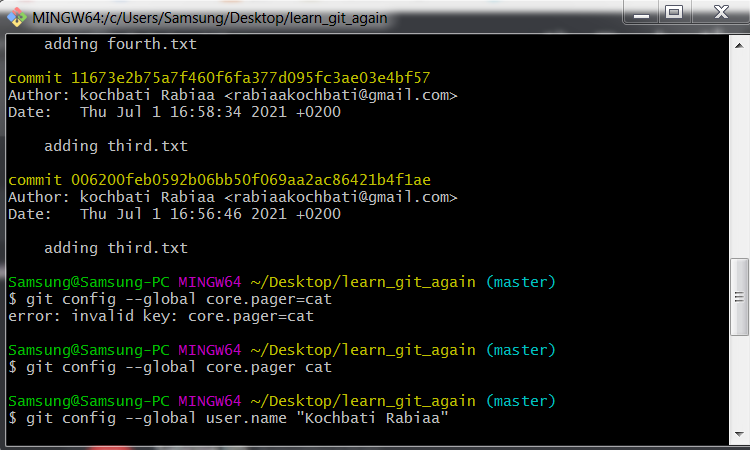 MINGW64:/c/Users/Samsung/Desktop/learn_git_again
adding fourth.txt
commit 11673e2b75a7f460f6fa377d095fc3ae03e4bf57
Author: kochbati Rabiaa <rabiaakochbati@gmail.com>
Date:   Thu Jul 1 16:58:34 2021 +0200
adding third.txt
commit 006200feb0592b06bb50f069aa2ac86421b4f1ae
Author: kochbati Rabiaa <rabiaakochbati@gmail.com>
Date:   Thu Jul 1 16:56:46 2021 +0200
adding third.txt
Samsung@Samsung-PC MINGW64 ~/Desktop/learn_git_again (master)
$ git config --global core.pager=cat
error: invalid key: core.pager=cat
Samsung@Samsung-PC MINGW64 ~/Desktop/learn_git_again (master)
$ git config --global core.pager cat
Samsung@Samsung-PC MINGW64 ~/Desktop/learn_git_again (master)
$ git config --global user.name "Kochbati Rabiaa"